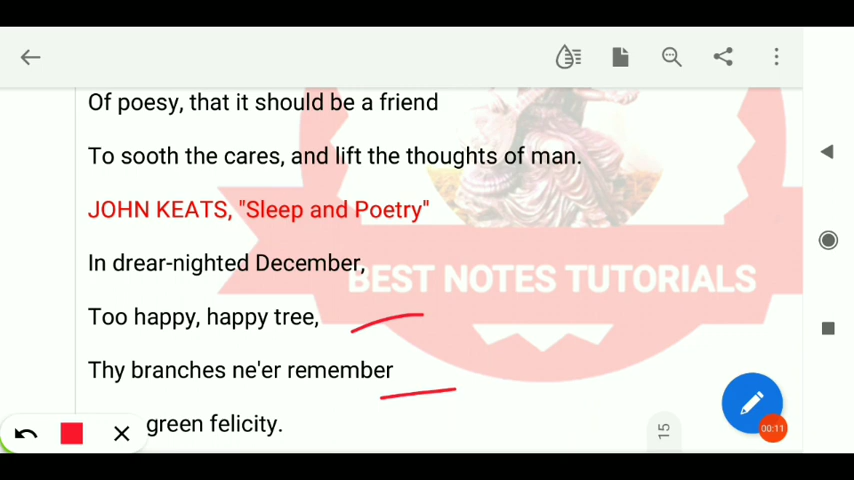 Of poesy, that it should be a friend
To sooth the cares, and lift the thoughts of man.
JOHN KEATS, "Sleep and Poetry"
In drear-nighted December,
BEST NOTES TUTORIALS
Too happy, happy tree,
Thy branches ne'er remember
green felicity.
15
00:11